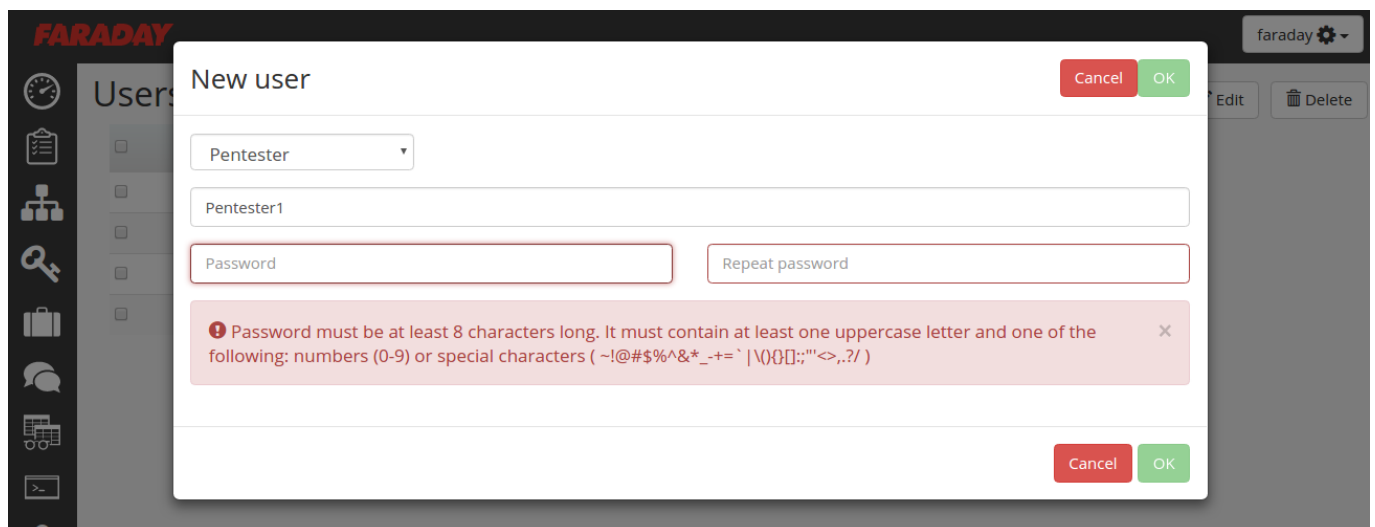 FARADAY
faraday
New user
Cancel OK
Users
Edit
Delete
Pentester
Pentester1
Password
Repeat password
Password must be at least 8 characters long. It must contain at least one uppercase letter and one of the ×
following: numbers (0-9) or special characters ( ~!@#$%^&*_-+=`|\(){}[]:;"'<>,.?/ )
Cancel OK